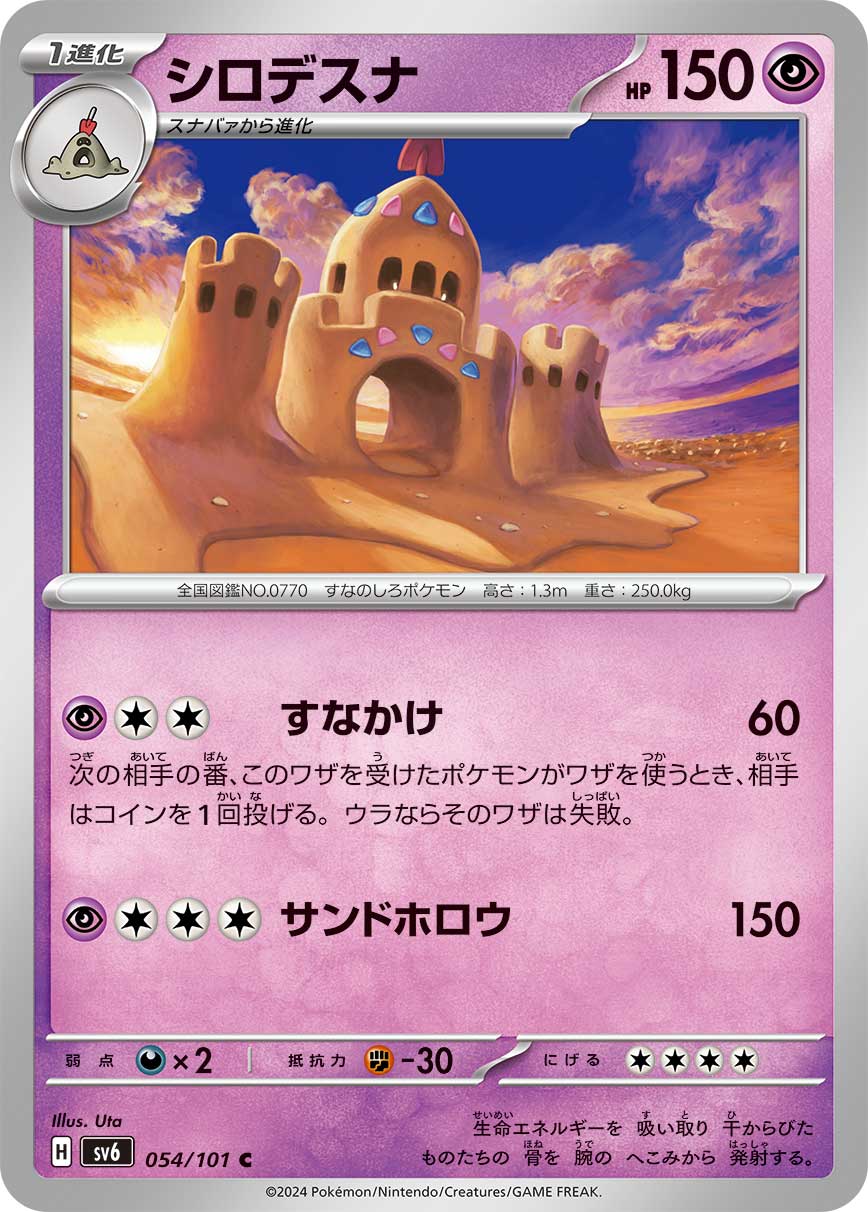 1進化
シロデスナ
HP 150
スナバァから進化
全国図鑑NO.0770 すなのしろポケモン 高さ:1.3m 重さ:250.0kg
すなかけ 60
次の相手の番、このワザを受けたポケモンがワザを使うとき、相手
はコインを1回投げる。ウラならそのワザは失敗。
サンドホロウ 150
弱点 ×2 抵抗力 -30 にげる
Illus. Uta
H SV6 054/101 C
生命エネルギーを 吸い取り 干からびた
ものたちの 骨を 腕の へこみから 発射する。
©2024 Pokémon/Nintendo/Creatures/GAME FREAK.